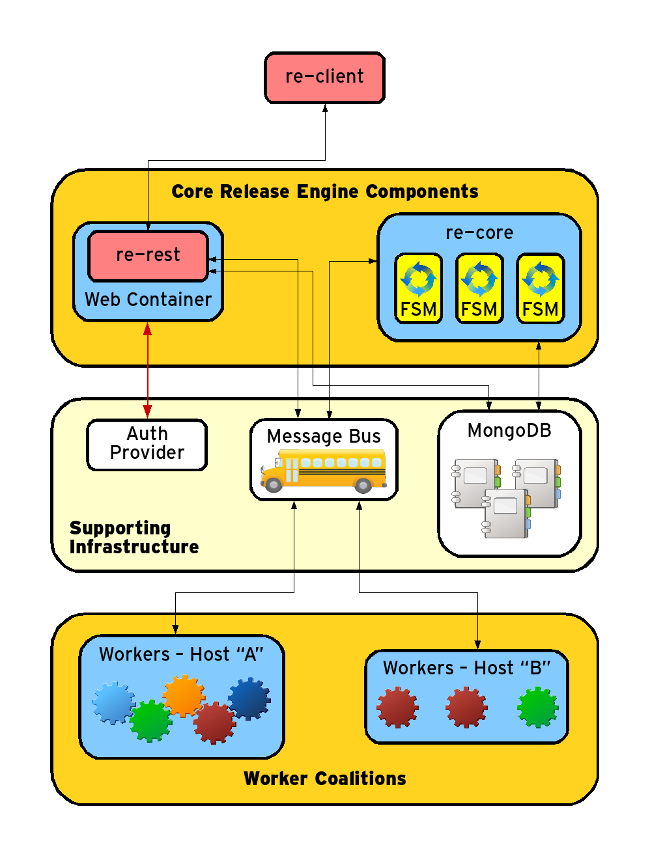 re-client
Core Release Engine Components
re-rest
Web Container
re-core
FSM
FSM
FSM
Auth
Provider
Message Bus
MongoDB
Supporting
Infrastructure
Workers - Host “A”
Workers - Host “B”
Worker Coalitions